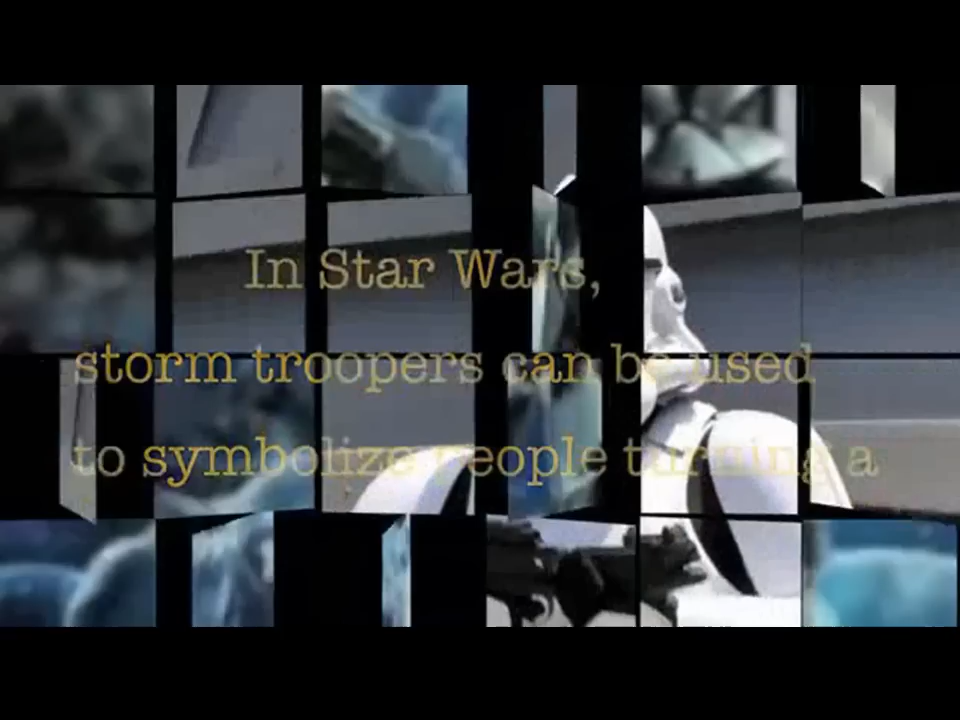 In Star Wars,
storm troopers can be used
to symbolize people turning a